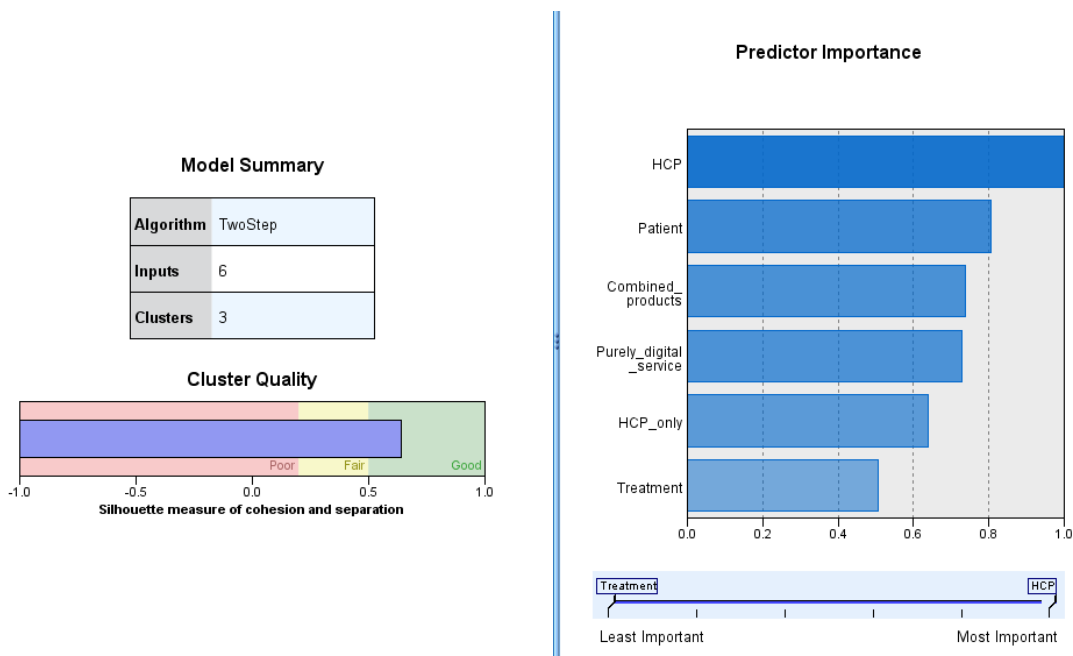 Model Summary
Algorithm TwoStep
Inputs 6
Clusters 3
Cluster Quality
Poor Fair Good
-1.0 -0.5 0.0 0.5 1.0
Silhouette measure of cohesion and separation
Predictor Importance
HCP
Patient
Combined_
products
Purely_digital
_service
HCP_only
Treatment
0.0 0.2 0.4 0.6 0.8 1.0
Treatment HCP
Least Important Most Important